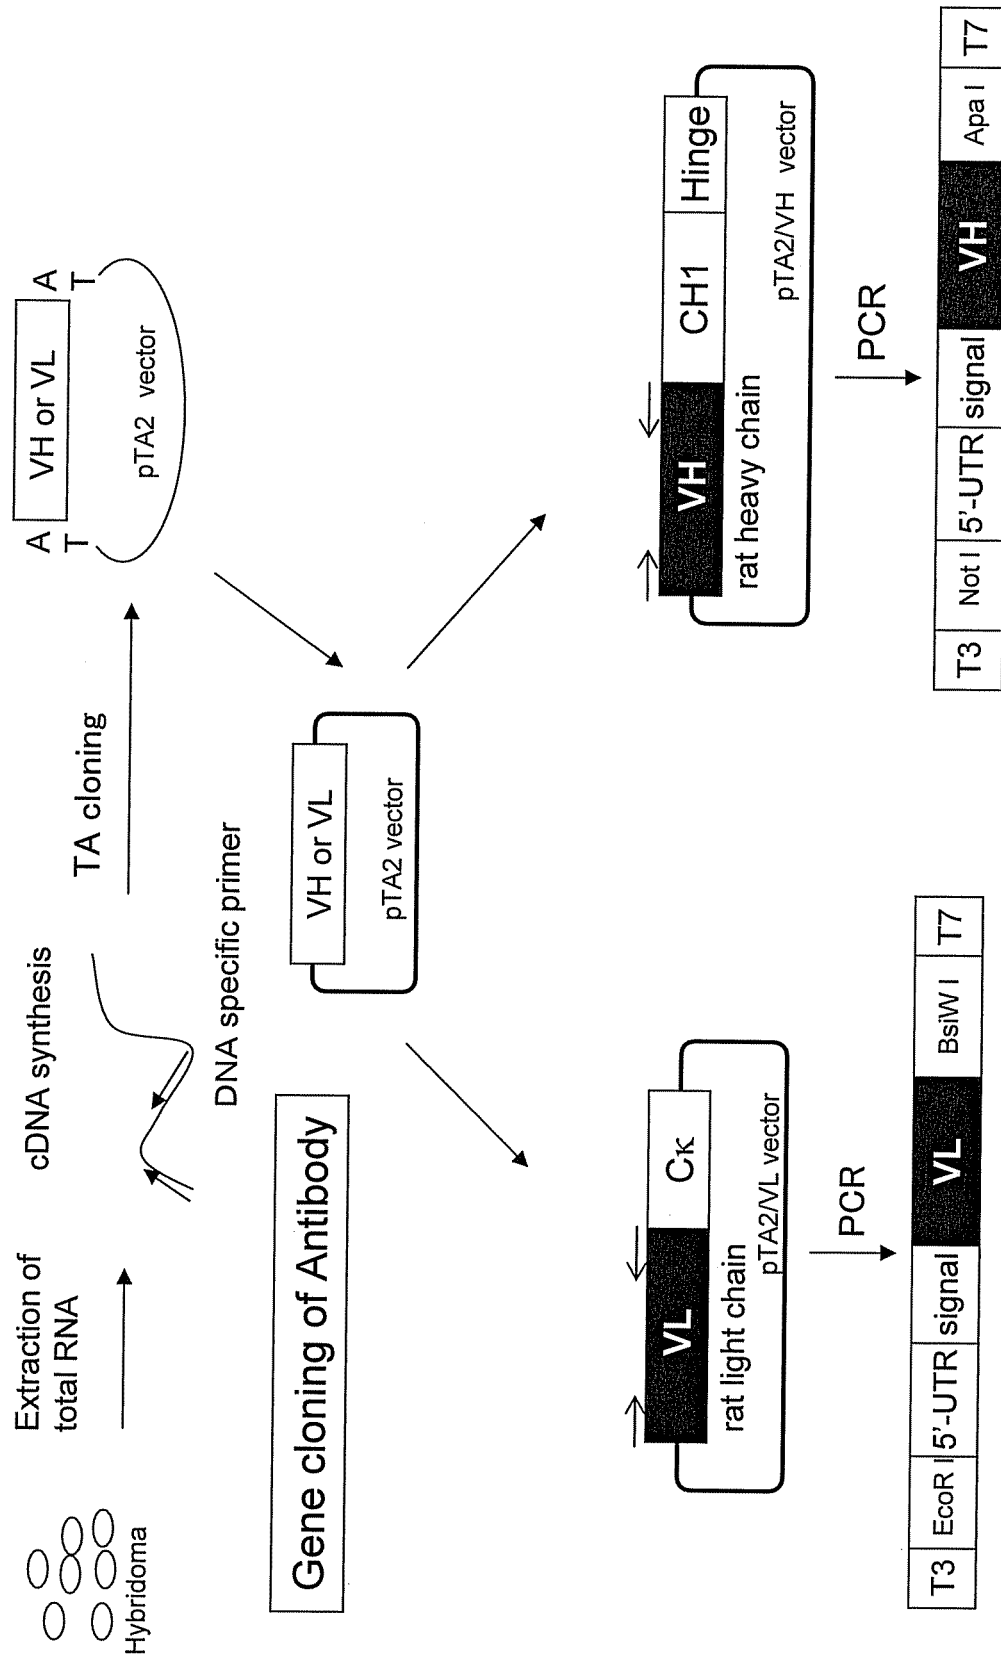 Hybridoma
Extraction of
total RNA
cDNA synthesis
DNA specific primer
TA cloning
A
T
VH or VL
A
T
pTA2 vector
Gene cloning of Antibody
VH or VL
pTA2 vector
VL
Cκ
rat light chain
pTA2/VL vector
PCR
T3
EcoR I
5'-UTR
signal
VL
BsiW I
T7
VH
CH1
Hinge
rat heavy chain
pTA2/VH vector
PCR
T3
Not I
5'-UTR
signal
VH
Apa I
T7